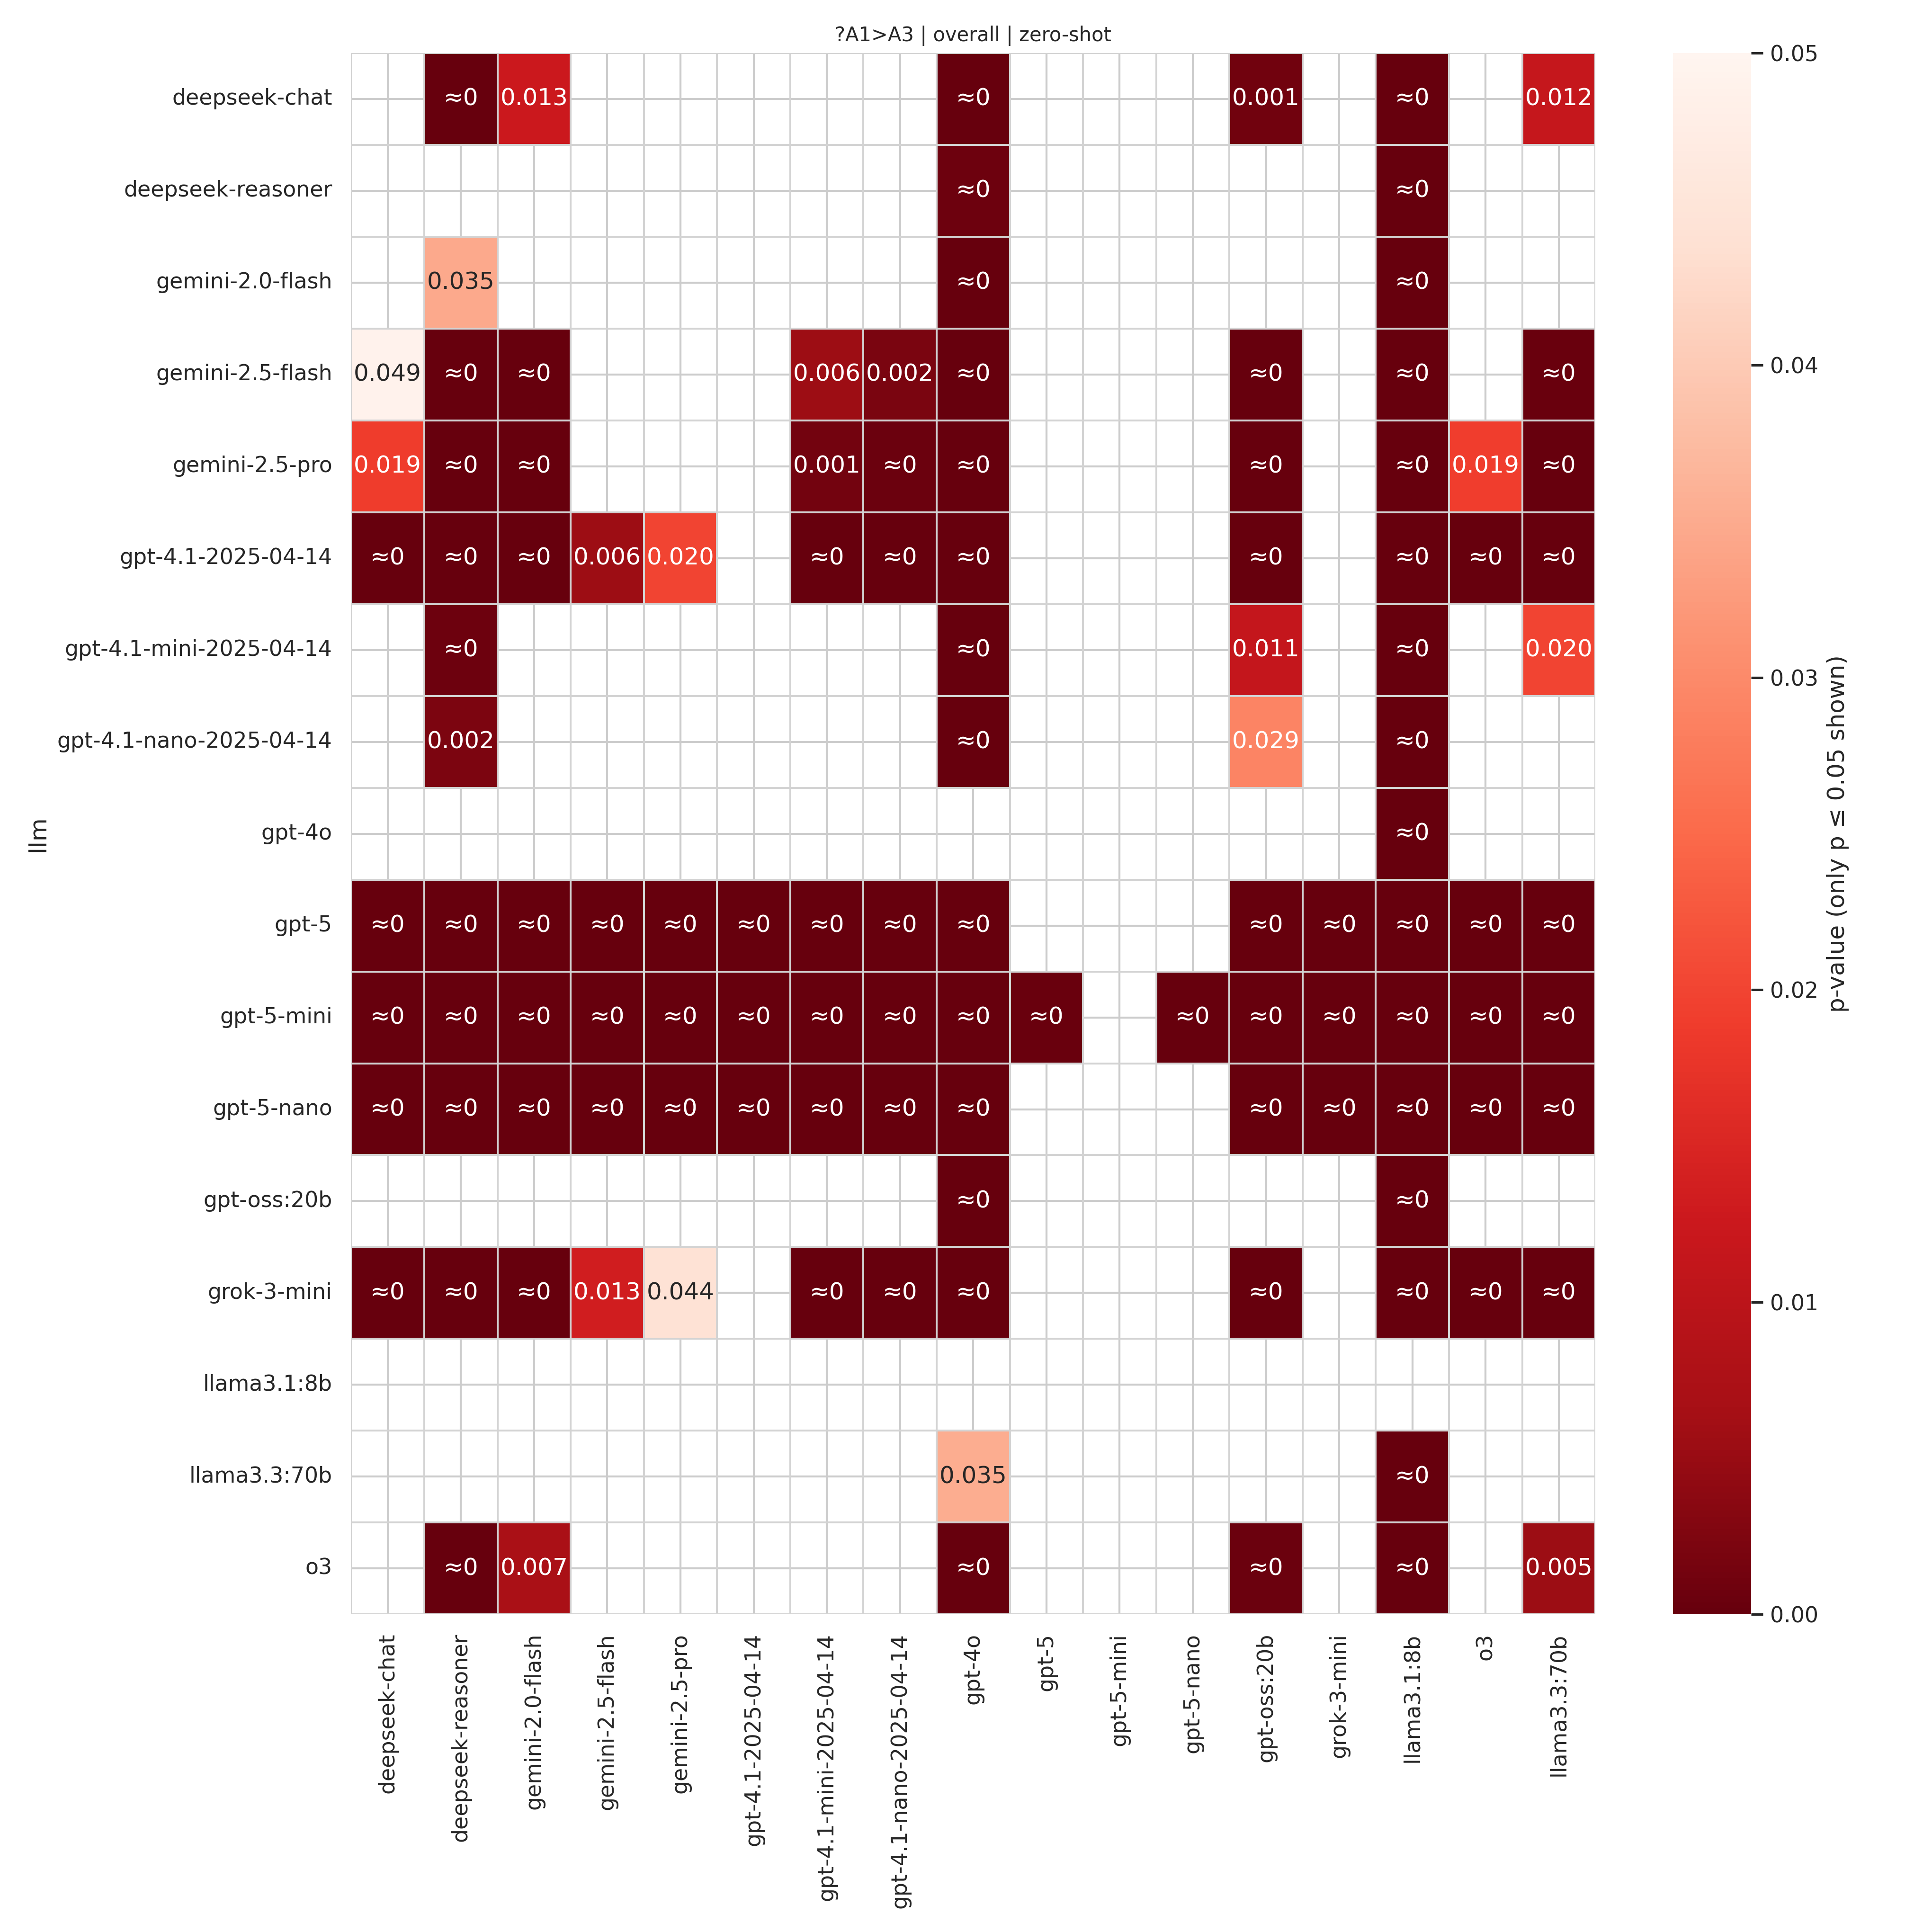 ?A1>A3 | overall | zero-shot
deepseek-chat ≈0 0.013 ≈0 0.001 ≈0 0.012
deepseek-reasoner ≈0 ≈0
gemini-2.0-flash 0.035 ≈0 ≈0
gemini-2.5-flash 0.049 ≈0 ≈0 0.006 0.002 ≈0 ≈0 ≈0 ≈0
gemini-2.5-pro 0.019 ≈0 ≈0 0.001 ≈0 ≈0 ≈0 ≈0 0.019 ≈0
gpt-4.1-2025-04-14 ≈0 ≈0 ≈0 0.006 0.020 ≈0 ≈0 ≈0 ≈0 ≈0 ≈0 ≈0
gpt-4.1-mini-2025-04-14 ≈0 ≈0 0.011 ≈0 0.020
gpt-4.1-nano-2025-04-14 0.002 ≈0 0.029 ≈0
gpt-4o ≈0
gpt-5 ≈0 ≈0 ≈0 ≈0 ≈0 ≈0 ≈0 ≈0 ≈0 ≈0 ≈0 ≈0 ≈0 ≈0
gpt-5-mini ≈0 ≈0 ≈0 ≈0 ≈0 ≈0 ≈0 ≈0 ≈0 ≈0 ≈0 ≈0 ≈0 ≈0 ≈0 ≈0
gpt-5-nano ≈0 ≈0 ≈0 ≈0 ≈0 ≈0 ≈0 ≈0 ≈0 ≈0 ≈0 ≈0 ≈0 ≈0
gpt-oss:20b ≈0 ≈0
grok-3-mini ≈0 ≈0 ≈0 0.013 0.044 ≈0 ≈0 ≈0 ≈0 ≈0 ≈0 ≈0
llama3.1:8b
llama3.3:70b 0.035 ≈0
o3 ≈0 0.007 ≈0 ≈0 ≈0 0.005
llm
deepseek-chat
deepseek-reasoner
gemini-2.0-flash
gemini-2.5-flash
gemini-2.5-pro
gpt-4.1-2025-04-14
gpt-4.1-mini-2025-04-14
gpt-4.1-nano-2025-04-14
gpt-4o
gpt-5
gpt-5-mini
gpt-5-nano
gpt-oss:20b
grok-3-mini
llama3.1:8b
o3
llama3.3:70b
0.05
0.04
0.03
0.02
0.01
0.00
p-value (only p ≤ 0.05 shown)